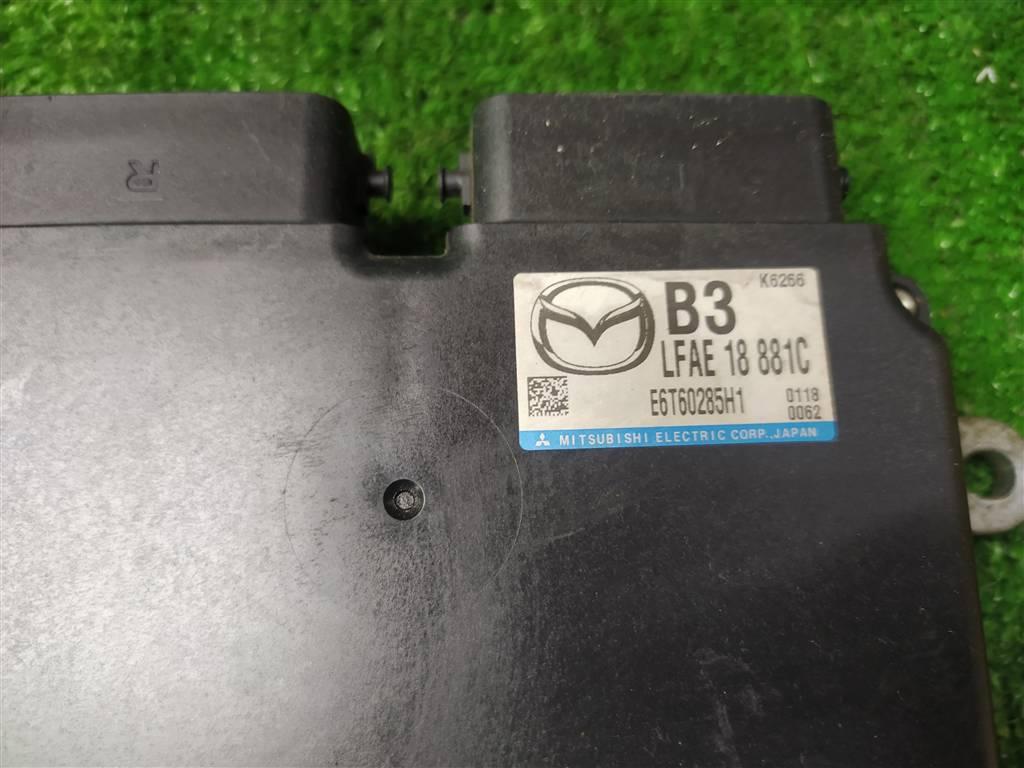 R
K6266
B3
LFAE 18 881C
E6T60285H1 0118
0062
MITSUBISHI ELECTRIC CORP., JAPAN